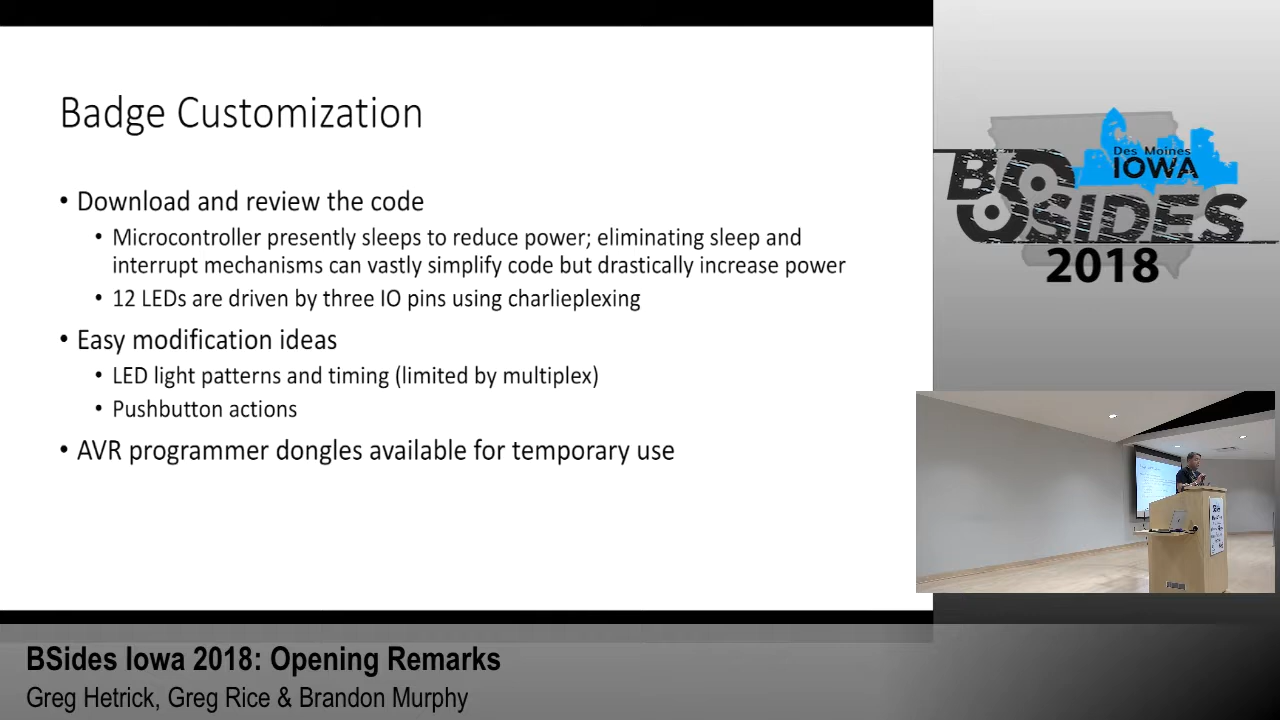 Badge Customization
• Download and review the code
• Microcontroller presently sleeps to reduce power; eliminating sleep and
interrupt mechanisms can vastly simplify code but drastically increase power
• 12 LEDs are driven by three IO pins using charlieplexing
• Easy modification ideas
• LED light patterns and timing (limited by multiplex)
• Pushbutton actions
• AVR programmer dongles available for temporary use
Des Moines
IOWA
BSIDES
2018
BSides Iowa 2018: Opening Remarks
Greg Hetrick, Greg Rice & Brandon Murphy